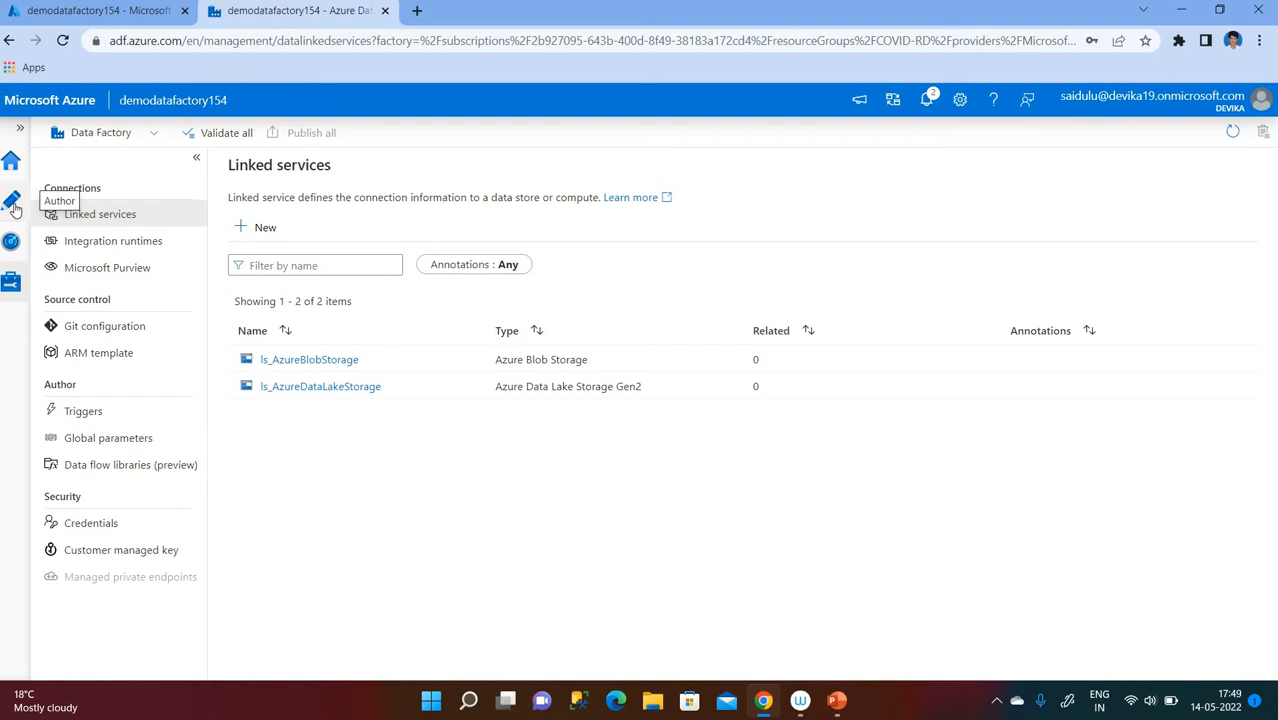 demodatafactory154 - Microsoft
demodatafactory154 - Azure Dat
adf.azure.com/en/management/datalinkedservices?factory=%2Fsubscriptions%2F2b927095-643b-400d-8f49-38183a172cd4%2FresourceGroups%2FCOVID-RD%2Fproviders%2FMicrosof...
Apps
Microsoft Azure
demodatafactory154
2
saidulu@devika19.onmicrosoft.com
DEVIKA
Data Factory
Validate all
Publish all
Linked services
Connections
Author
Linked services
Integration runtimes
Microsoft Purview
Source control
Git configuration
ARM template
Author
Triggers
Global parameters
Data flow libraries (preview)
Security
Credentials
Customer managed key
Managed private endpoints
Linked service defines the connection information to a data store or compute. Learn more
New
Filter by name
Annotations : Any
Showing 1 - 2 of 2 items
Name Type Related Annotations
ls_AzureBlobStorage Azure Blob Storage 0
ls_AzureDataLakeStorage Azure Data Lake Storage Gen2 0
18°C
Mostly cloudy
ENG
IN
17:49
14-05-2022
1